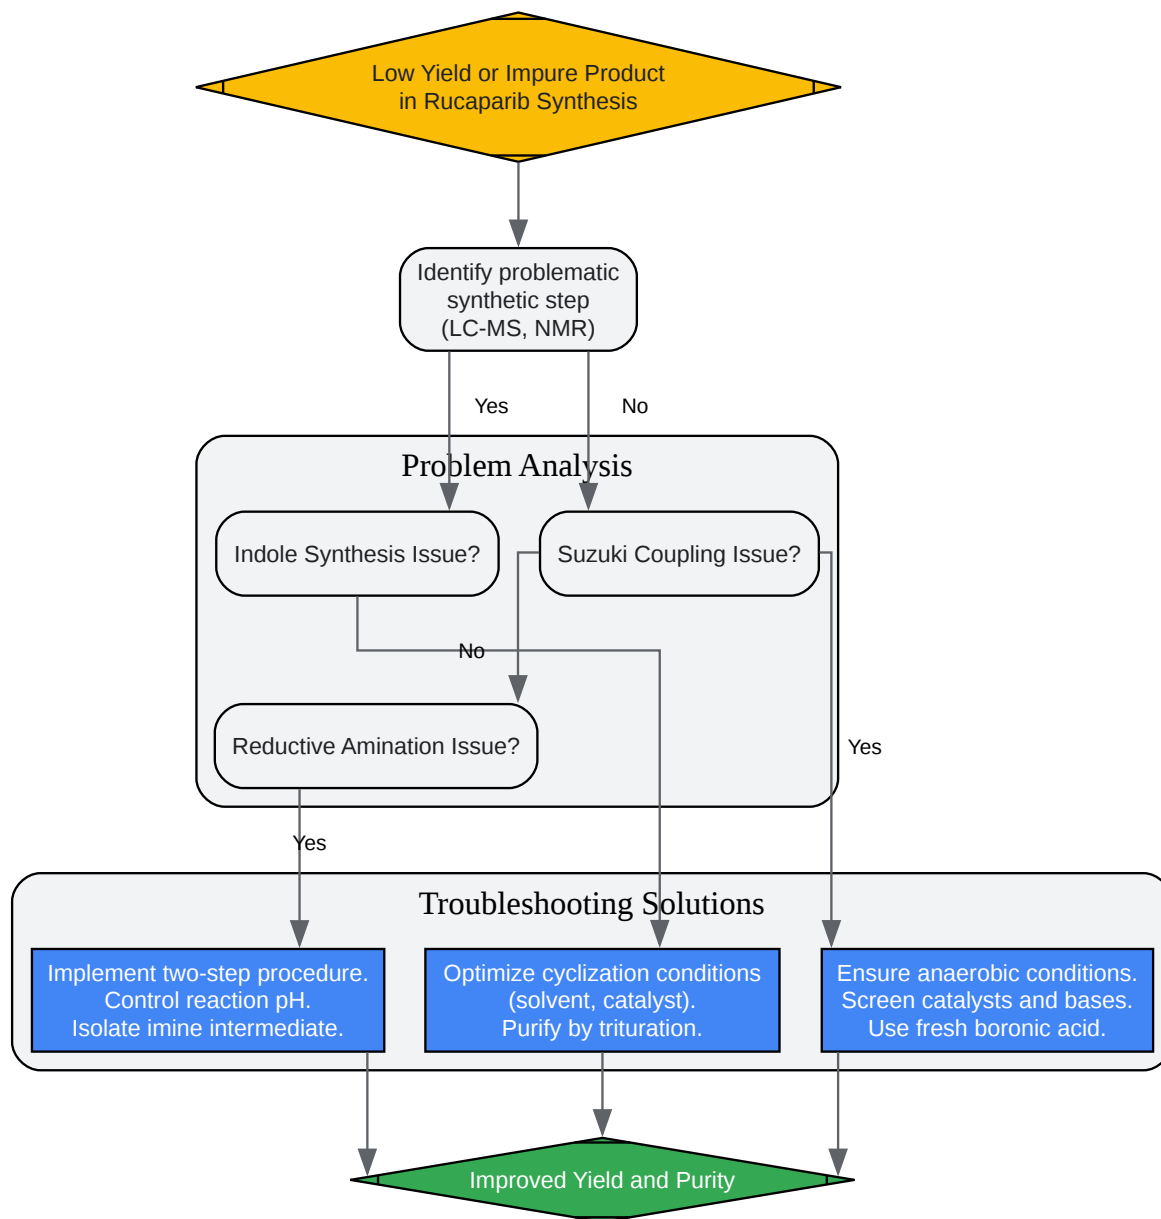 Low Yield or Impure Product
in Rucaparib Synthesis
Identify problematic
synthetic step
(LC-MS, NMR)
Yes
No
Problem Analysis
Indole Synthesis Issue?
Suzuki Coupling Issue?
No
Reductive Amination Issue?
Yes
Yes
Troubleshooting Solutions
Implement two-step procedure.
Control reaction pH.
Isolate imine intermediate.
Optimize cyclization conditions
(solvent, catalyst).
Purify by trituration.
Ensure anaerobic conditions.
Screen catalysts and bases.
Use fresh boronic acid.
Improved Yield and Purity